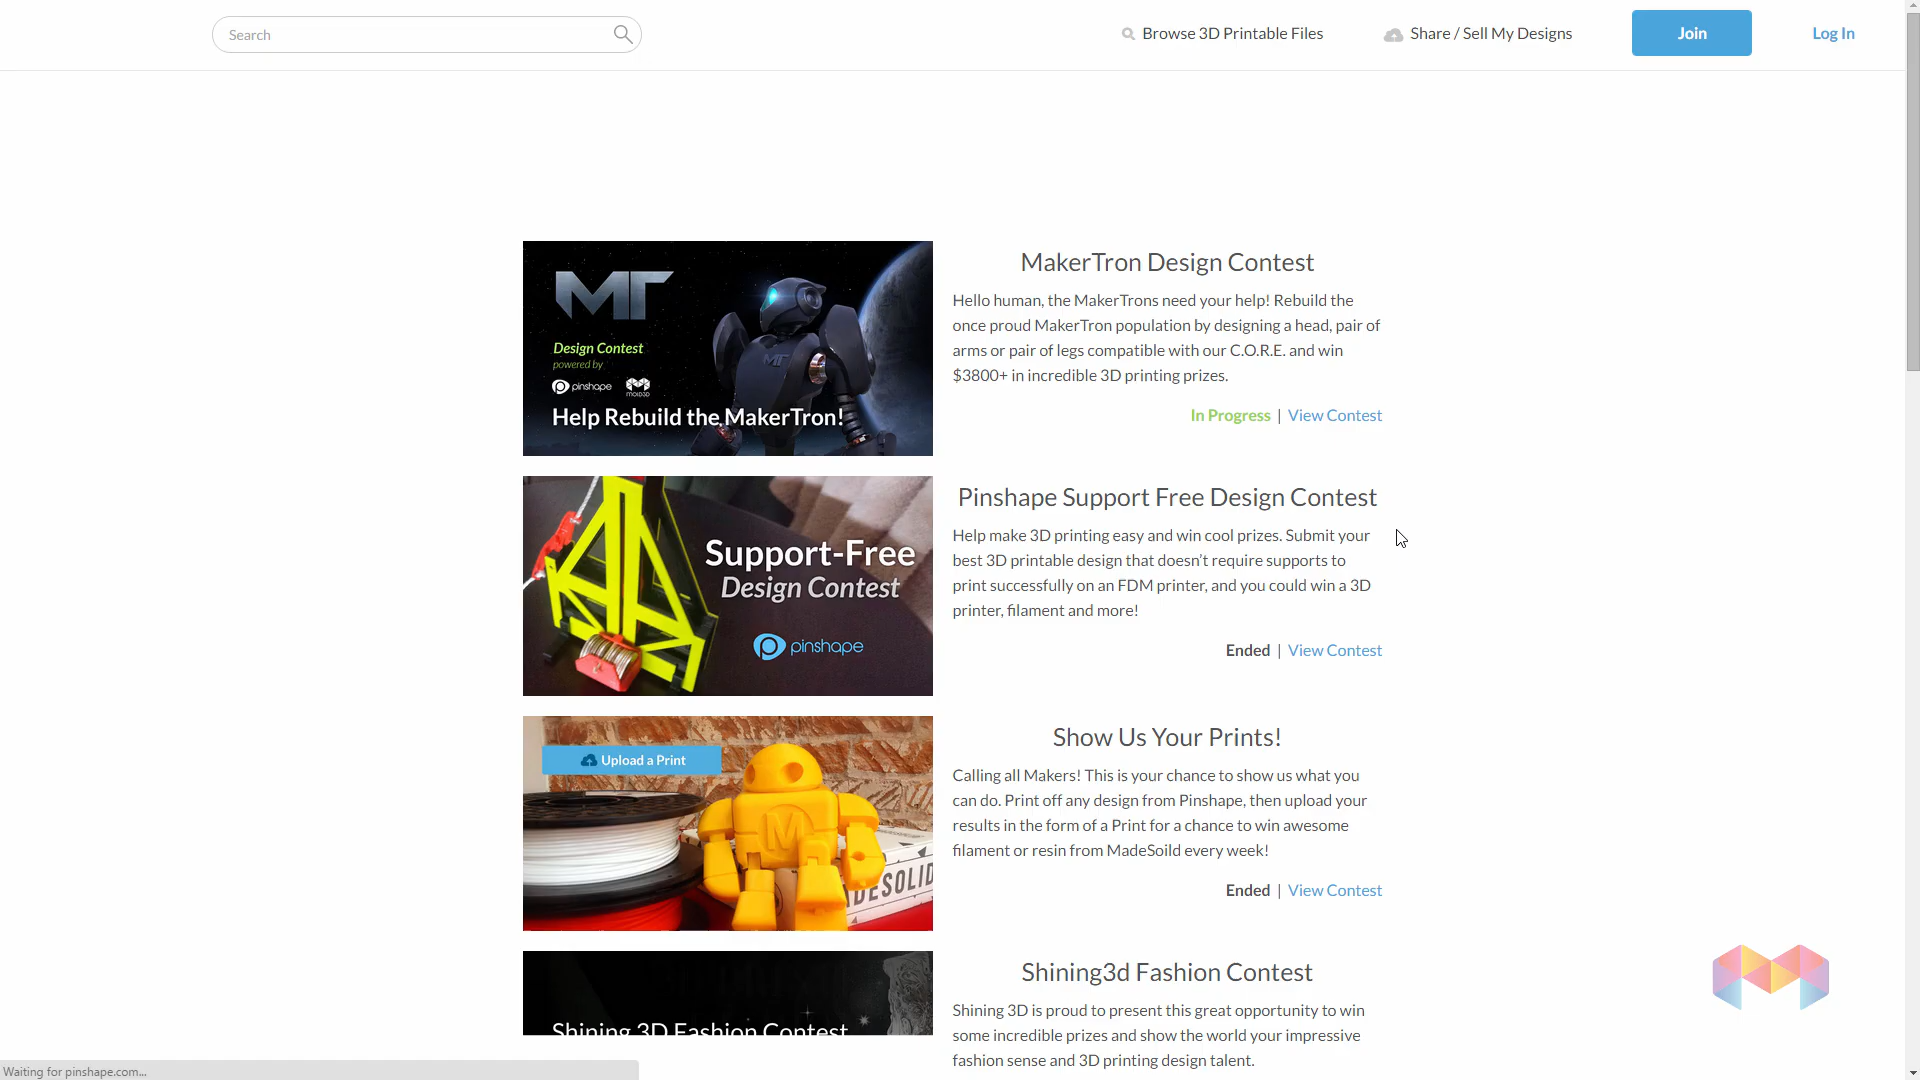 Search
Browse 3D Printable Files
Share / Sell My Designs
Join
Log In
MT
Design Contest
powered by
pinshape
MOLD3D
Help Rebuild the MakerTron!
MT
MakerTron Design Contest
Hello human, the MakerTrons need your help! Rebuild the
once proud MakerTron population by designing a head, pair of
arms or pair of legs compatible with our C.O.R.E. and win
$3800+ in incredible 3D printing prizes.
In Progress | View Contest
Support-Free
Design Contest
pinshape
Pinshape Support Free Design Contest
Help make 3D printing easy and win cool prizes. Submit your
best 3D printable design that doesn’t require supports to
print successfully on an FDM printer, and you could win a 3D
printer, filament and more!
Ended | View Contest
Upload a Print
M
DESOLID
Show Us Your Prints!
Calling all Makers! This is your chance to show us what you
can do. Print off any design from Pinshape, then upload your
results in the form of a Print for a chance to win awesome
filament or resin from MadeSoild every week!
Ended | View Contest
Shining 3D Fashion Contest
Shining3d Fashion Contest
Shining 3D is proud to present this great opportunity to win
some incredible prizes and show the world your impressive
fashion sense and 3D printing design talent.
Waiting for pinshape.com...